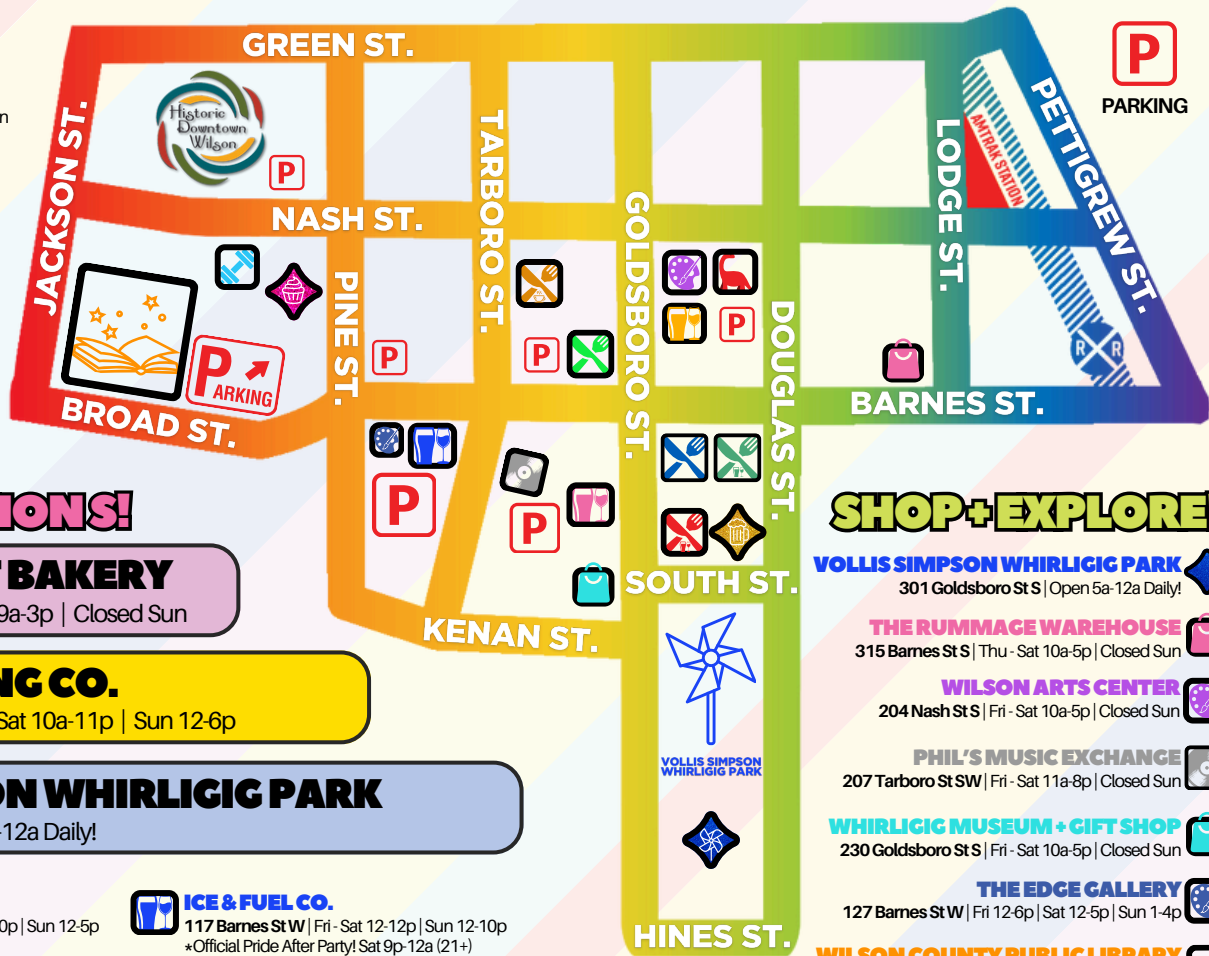 GREEN ST.
P
PARKING
n
Historic
Downtown
Wilson
JACKSON ST.
TARBORO ST.
PETTIGREW ST.
LODGE ST.
AMTRAK STATION
P
NASH ST.
GOLDSBORO ST.
PINE ST.
DOUGLAS ST.
P
P
P
P
ARKING
R R
BARNES ST.
BROAD ST.
P
P
SOUTH ST.
KENAN ST.
VOLLIS SIMPSON
WHIRLIGIG PARK
HINES ST.
IONS!
T BAKERY
9a-3p | Closed Sun
NG CO.
Sat 10a-11p | Sun 12-6p
ON WHIRLIGIG PARK
-12a Daily!
0p | Sun 12-5p
ICE & FUEL CO.
117 Barnes St W | Fri - Sat 12-12p | Sun 12-10p
*Official Pride After Party! Sat 9p-12a (21+)
SHOP+EXPLORE!
VOLLIS SIMPSON WHIRLIGIG PARK
301 Goldsboro St S | Open 5a-12a Daily!
THE RUMMAGE WAREHOUSE
315 Barnes St S | Thu - Sat 10a-5p | Closed Sun
WILSON ARTS CENTER
204 Nash St S | Fri - Sat 10a-5p | Closed Sun
PHIL'S MUSIC EXCHANGE
207 Tarboro St SW | Fri - Sat 11a-8p | Closed Sun
WHIRLIGIG MUSEUM + GIFT SHOP
230 Goldsboro St S | Fri - Sat 10a-5p | Closed Sun
THE EDGE GALLERY
127 Barnes St W | Fri 12-6p | Sat 12-5p | Sun 1-4p
WILSON COUNTY PUBLIC LIBRARY